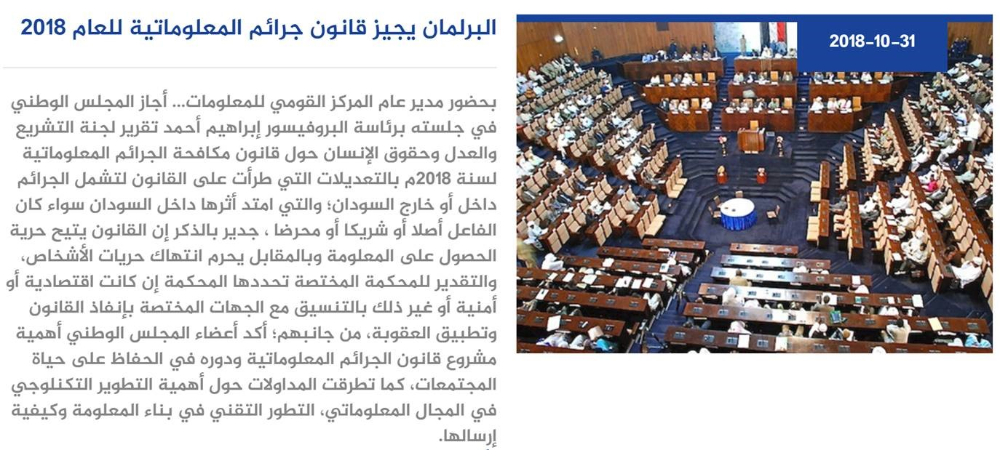 البرلمان يجيز قانون جرائم المعلوماتية للعام 2018
2018-10-31
بحضور مدير عام المركز القومي للمعلومات... أجاز المجلس الوطني
في جلسته برئاسة البروفيسور إبراهيم أحمد تقرير لجنة التشريع
والعدل وحقوق الإنسان حول قانون مكافحة الجرائم المعلوماتية
لسنة 2018م بالتعديلات التي طرأت على القانون لتشمل الجرائم
داخل أو خارج السودان؛ والتي امتد أثرها داخل السودان سواء كان
الفاعل أصلا أو شريكا أو محرضا ، جدير بالذكر إن القانون يتيح حرية
الحصول على المعلومة وبالمقابل يحرم انتهاك حريات الأشخاص،
والتقدير للمحكمة المختصة تحددها المحكمة إن كانت اقتصادية أو
أمنية أو غير ذلك بالتنسيق مع الجهات المختصة بإنفاذ القانون
وتطبيق العقوبة، من جانبهم؛ أكد أعضاء المجلس الوطني أهمية
مشروع قانون الجرائم المعلوماتية ودوره في الحفاظ على حياة
المجتمعات، كما تطرقت المداولات حول أهمية التطوير التكنلوجي
في المجال المعلوماتي، التطور التقني في بناء المعلومة وكيفية
إرسالها.